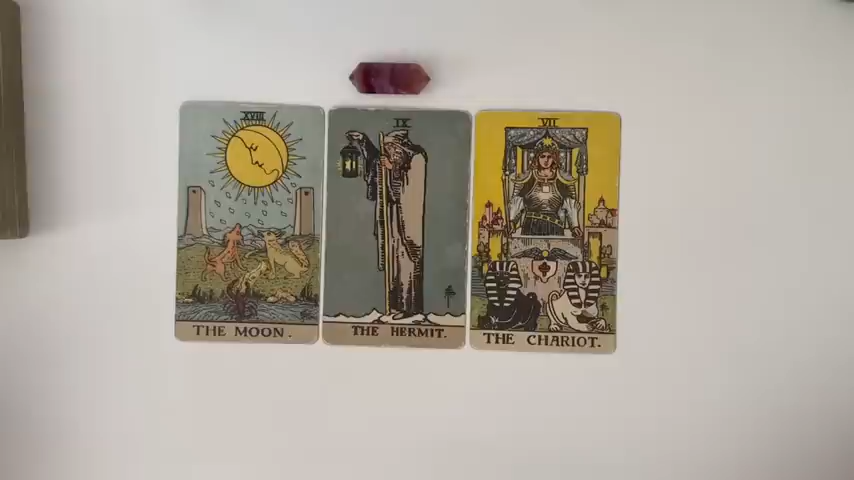 XVIII
THE MOON.
IX
THE HERMIT.
VII
THE CHARIOT.